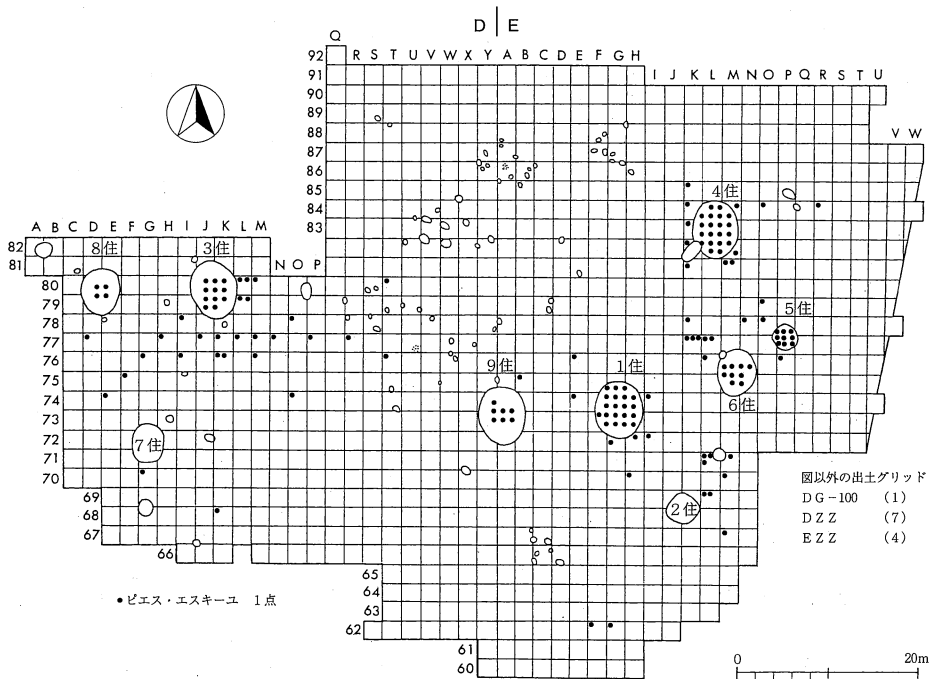 D E
Q
92 R S T U V W X Y A B C D E F G H
91 I J K L M N O P Q R S T U
90
89
88 V W
87
86
85 4住
84
83
A B C D E F G H I J K L M
82 8住 3住
81 N O P
80
79 5住
78
77
76 9住 1住
75
74 6住
73
72 7住
71
70 図以外の出土グリッド
69 DG-100 (1)
68 2住 DZZ (7)
67 EZZ (4)
66
65
64
•ピエス・エスキーユ 1点
63
62
61
60 0 20m